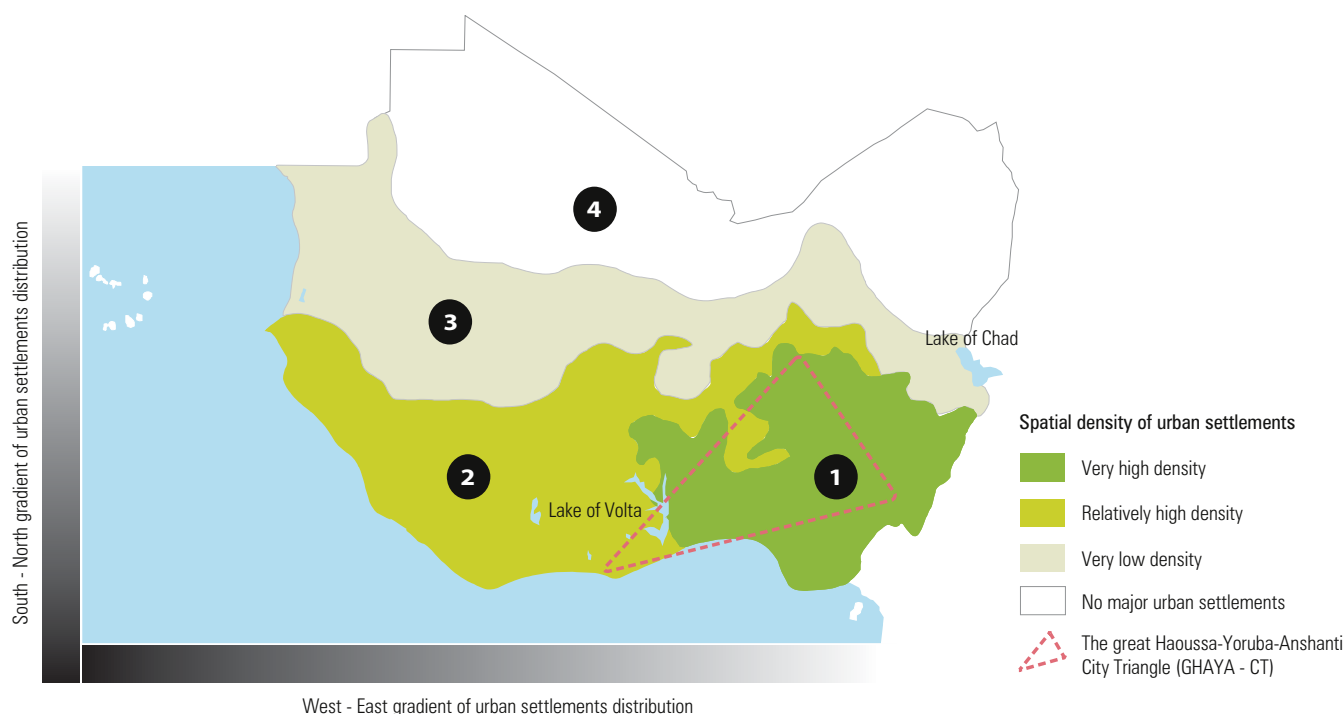 South - North gradient of urban settlements distribution
4
3
Lake of Chad
2
1
Lake of Volta
West - East gradient of urban settlements distribution
Spatial density of urban settlements
Very high density
Relatively high density
Very low density
No major urban settlements
The great Haoussa-Yoruba-Anshanti
City Triangle (GHAYA - CT)